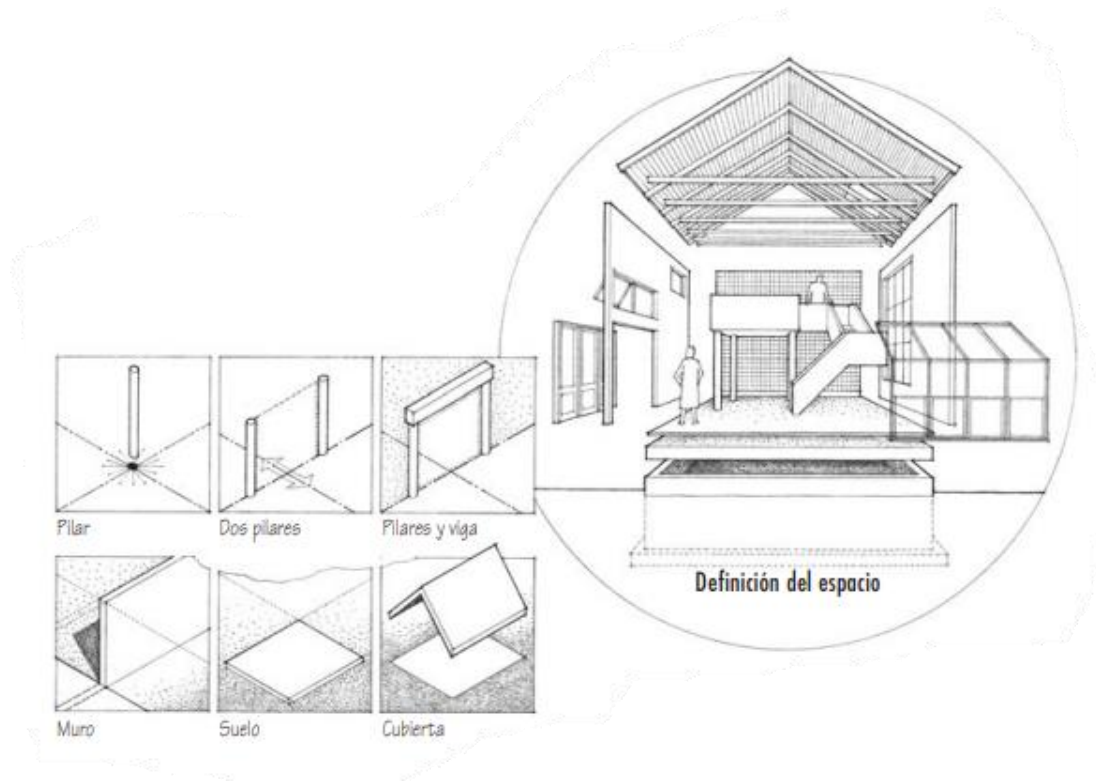 Pilar
Dos pilares
Pilares y viga
Muro
Suelo
Cubierta
Definición del espacio